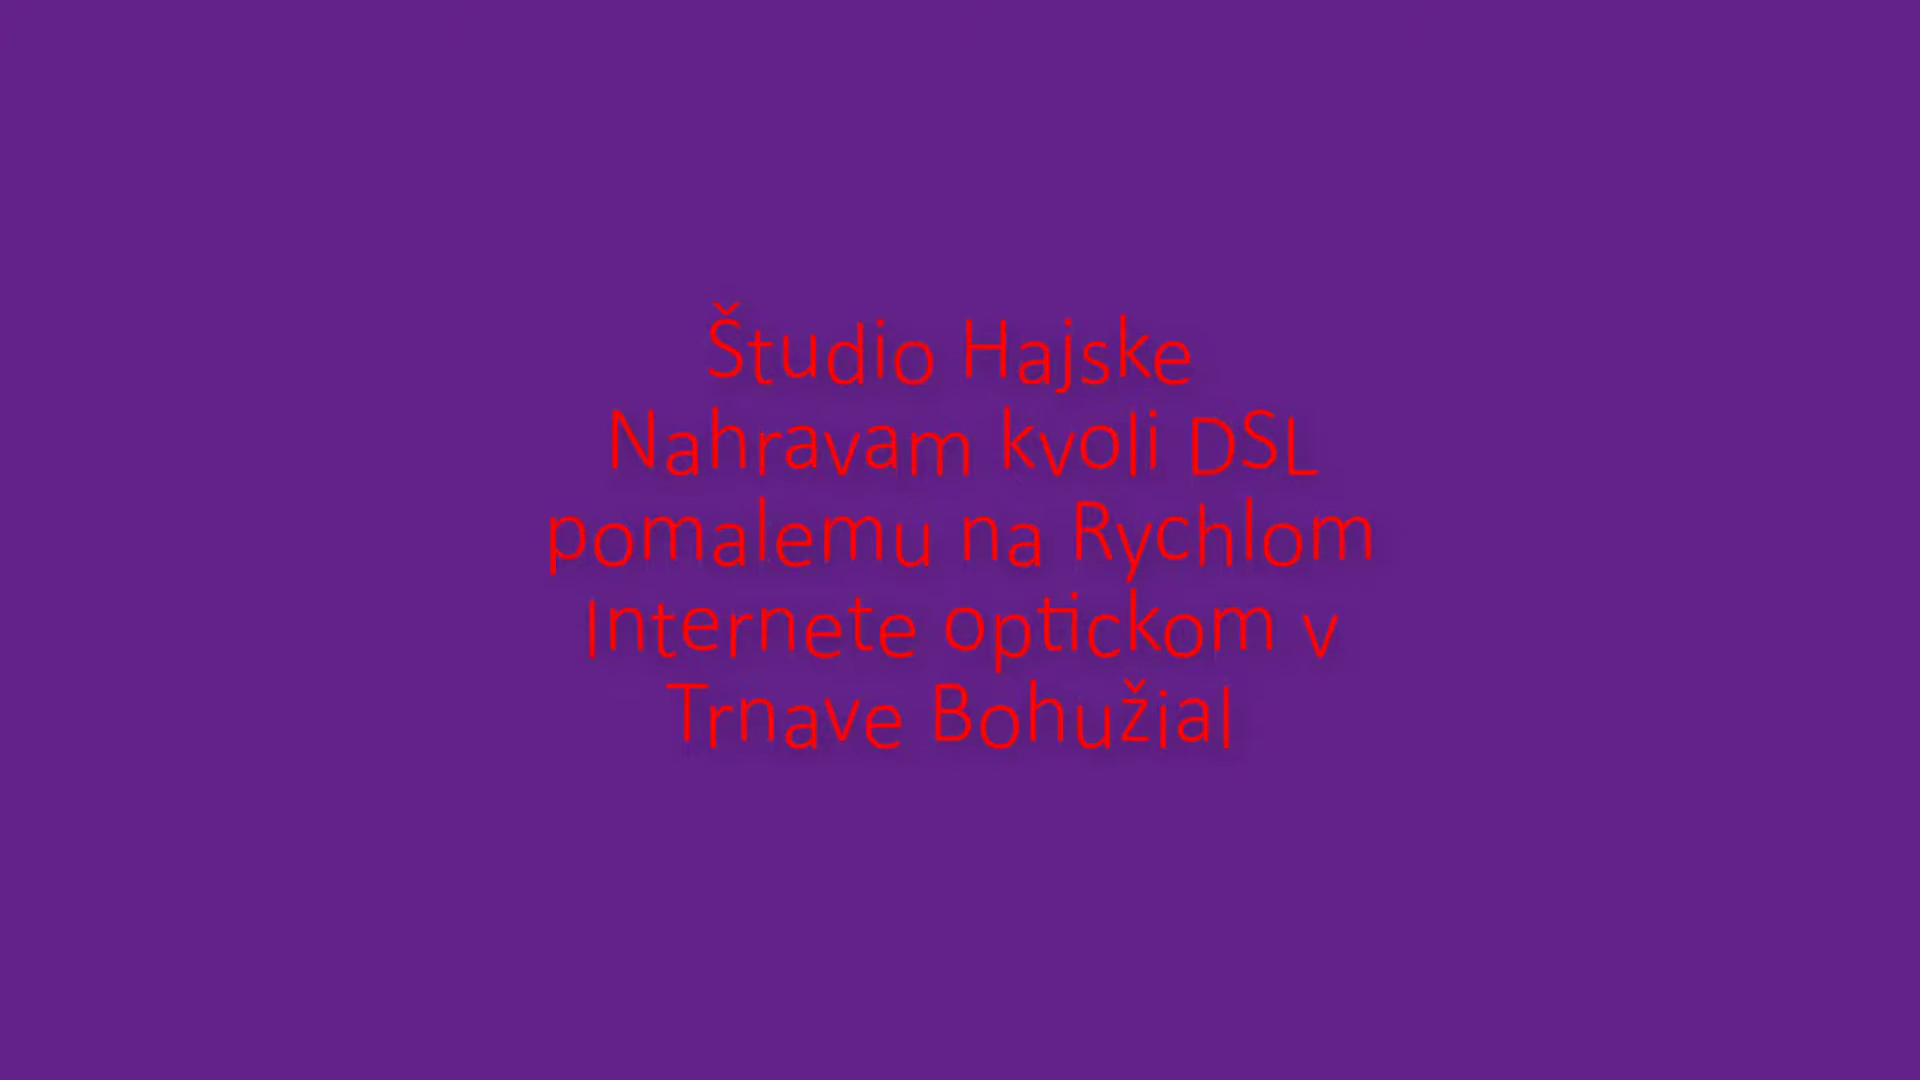 Študio Hajske
Nahravam kvoli DSL
pomalemu na Rychlom
Internete optickom v
Trnave Bohužial